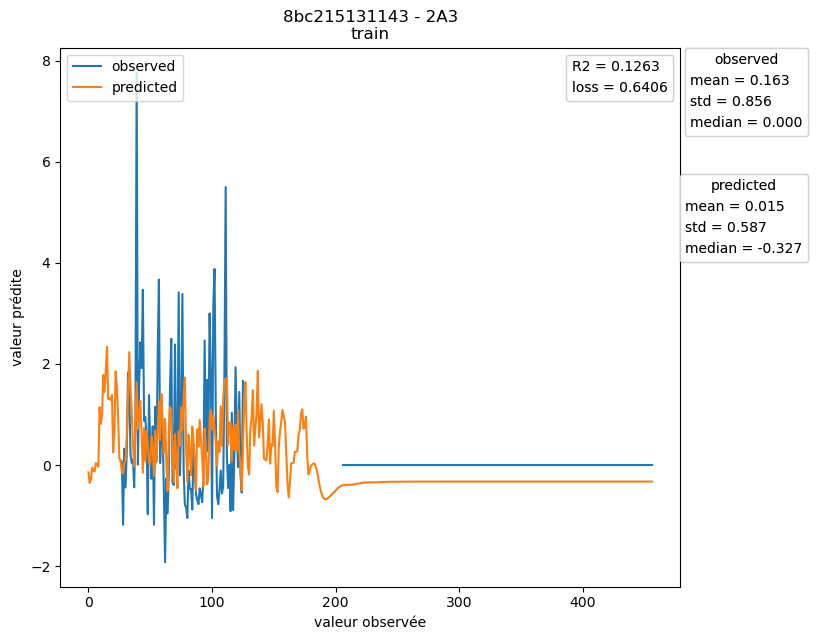 8bc215131143 - 2A3
train
observed
predicted
R2 = 0.1263
loss = 0.6406
observed
mean = 0.163
std = 0.856
median = 0.000
predicted
mean = 0.015
std = 0.587
median = -0.327
valeur prédite
8
6
4
2
0
−2
0
100
200
300
400
valeur observée